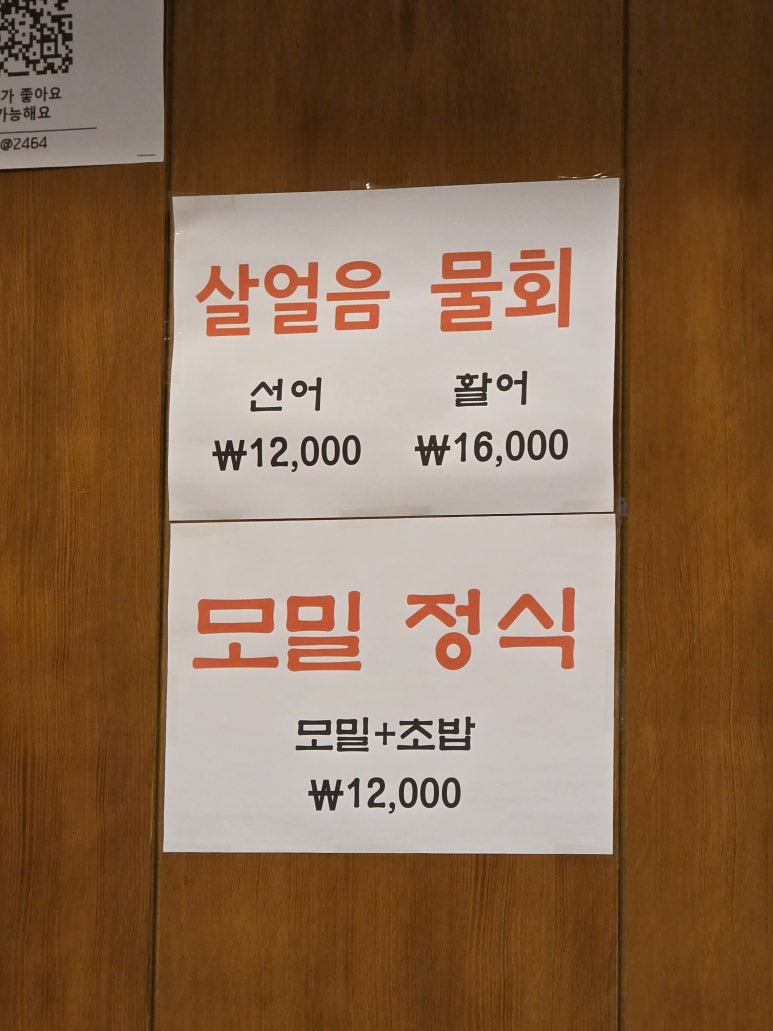 가 좋아요
가능해요
@2464
살얼음 물회
선어 활어
₩12,000 ₩16,000
모밀 정식
모밀+초밥
₩12,000